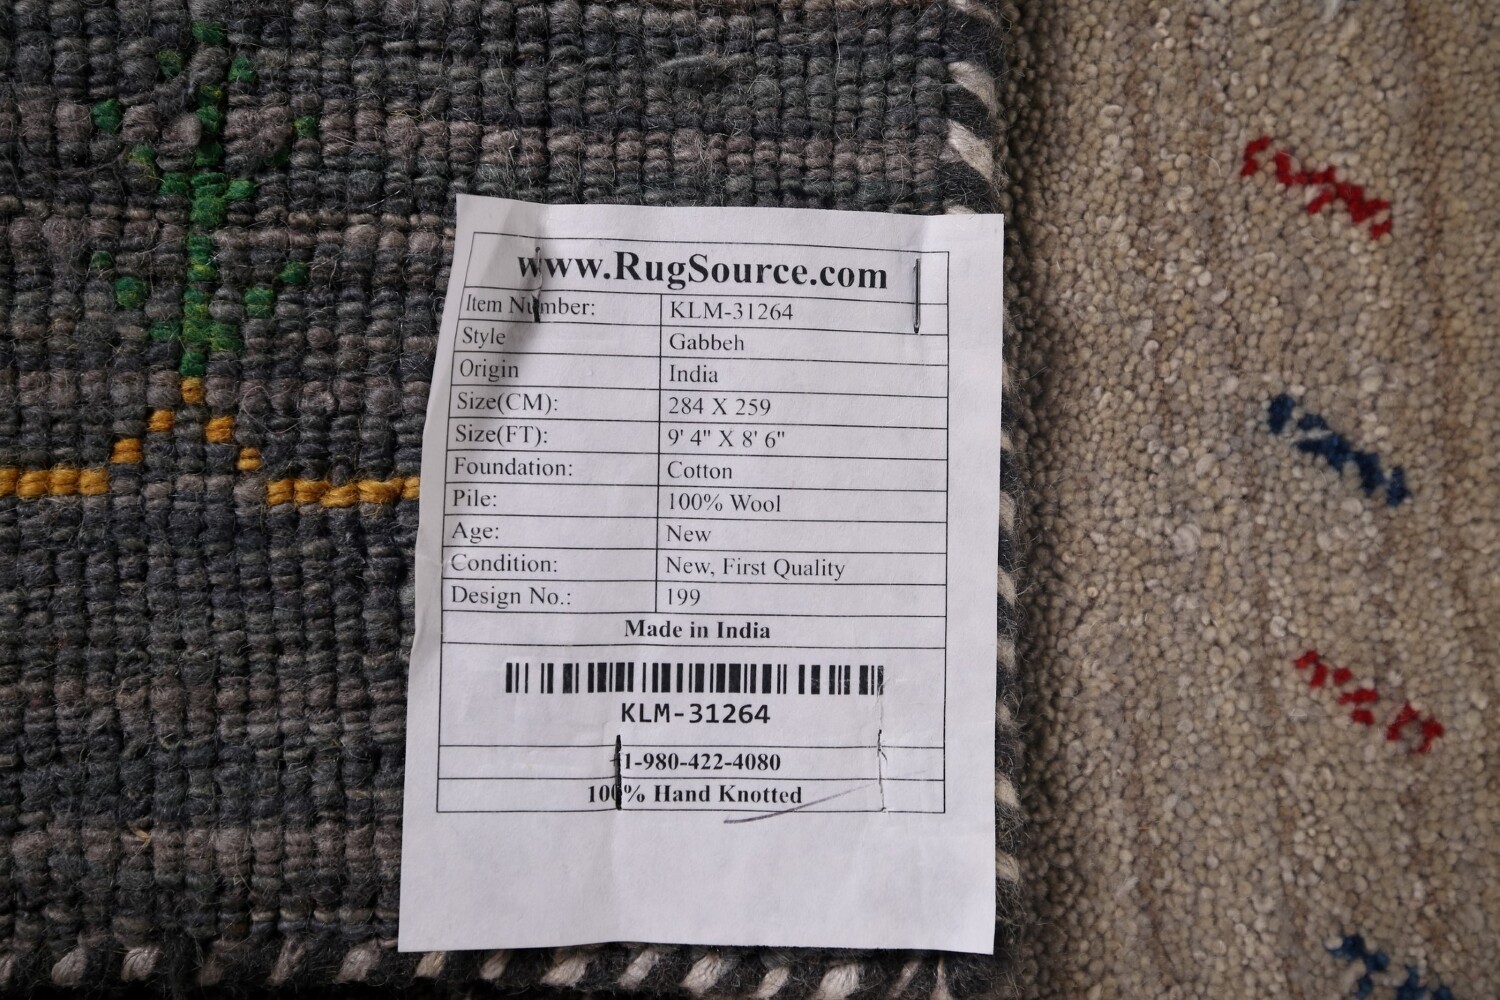 www.RugSource.com
Item Number: KLM-31264
Style Gabbeh
Origin India
Size(CM): 284 X 259
Size(FT): 9' 4" X 8' 6"
Foundation: Cotton
Pile: 100% Wool
Age: New
Condition: New, First Quality
Design No.: 199
Made in India
KLM-31264
+1-980-422-4080
100% Hand Knotted